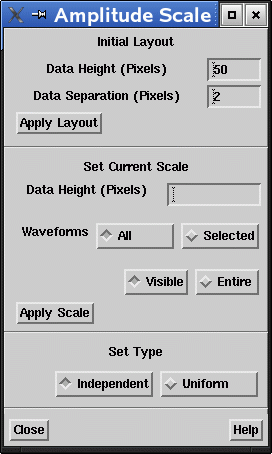 Amplitude Scale
Initial Layout
Data Height (Pixels) 50
Data Separation (Pixels) 2
Apply Layout
Set Current Scale
Data Height (Pixels)
Waveforms All Selected
Visible Entire
Apply Scale
Set Type
Independent Uniform
Close Help